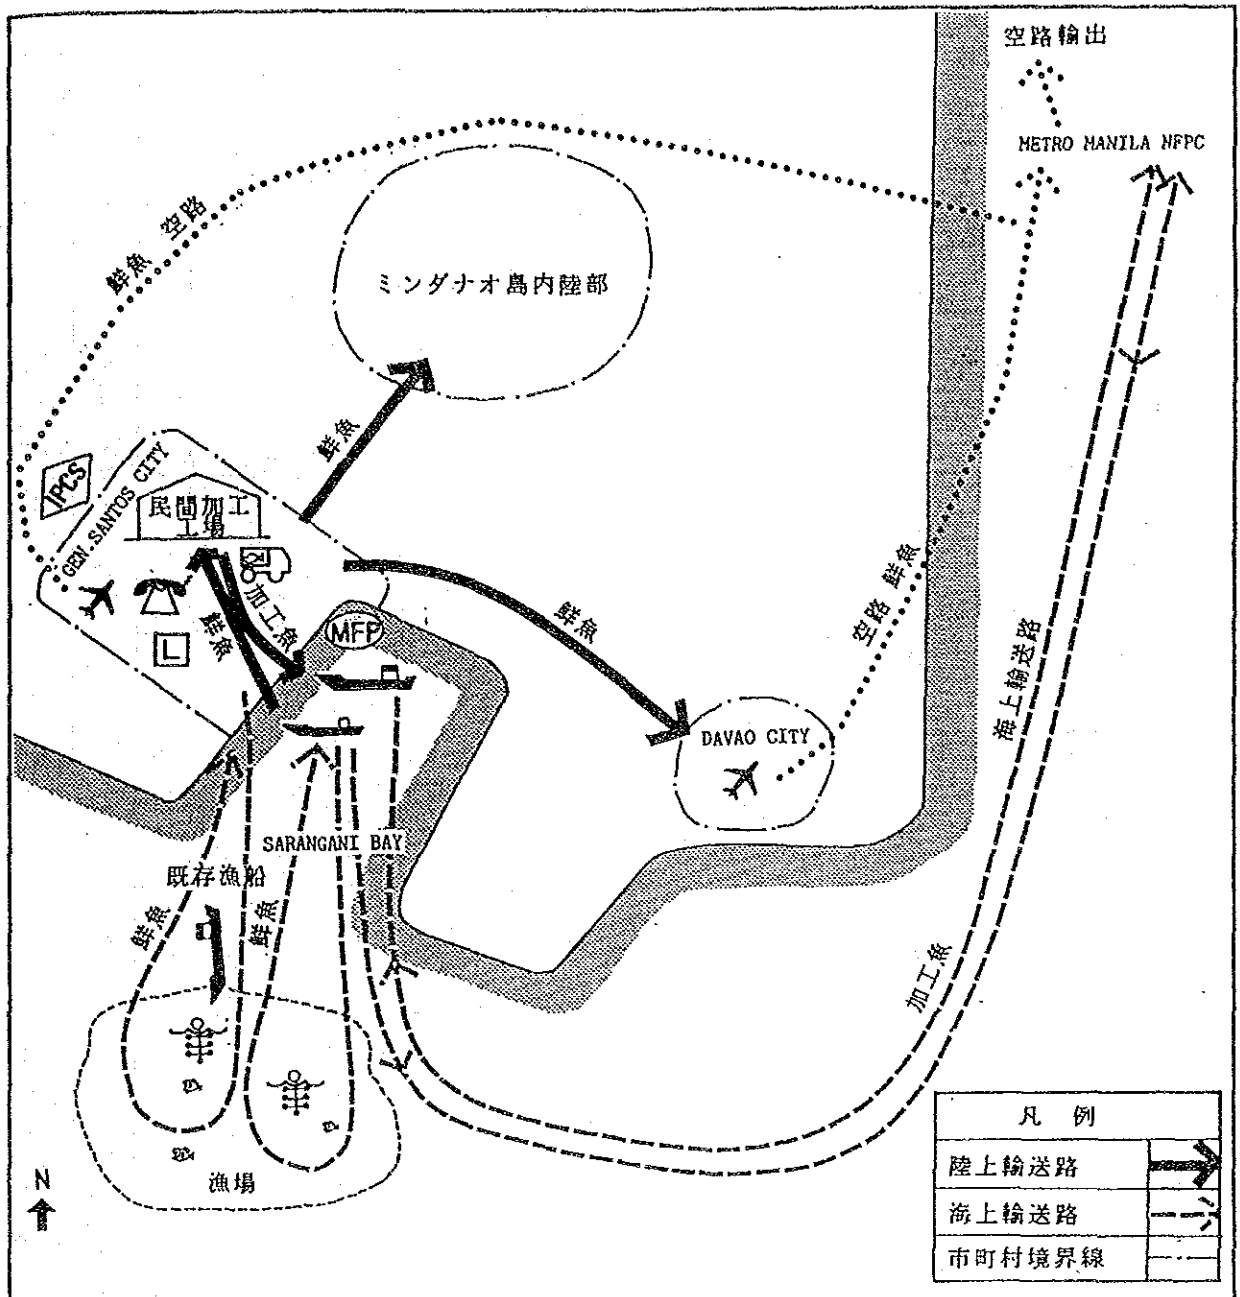 空路輸出
METRO MANILA NFPC
鮮魚 空路
ミンダナオ島内陸部
鮮魚
IPCS
GEN.SANTOS CITY
民間加工
工場
加工魚
鮮魚
L
MFP
鮮魚
空路 鮮魚
DAVAO CITY
海上輸送路
SARANGANI BAY
既存漁船
鮮魚
鮮魚
加工魚
漁場
N
凡例
陸上輸送路
海上輸送路
市町村境界線